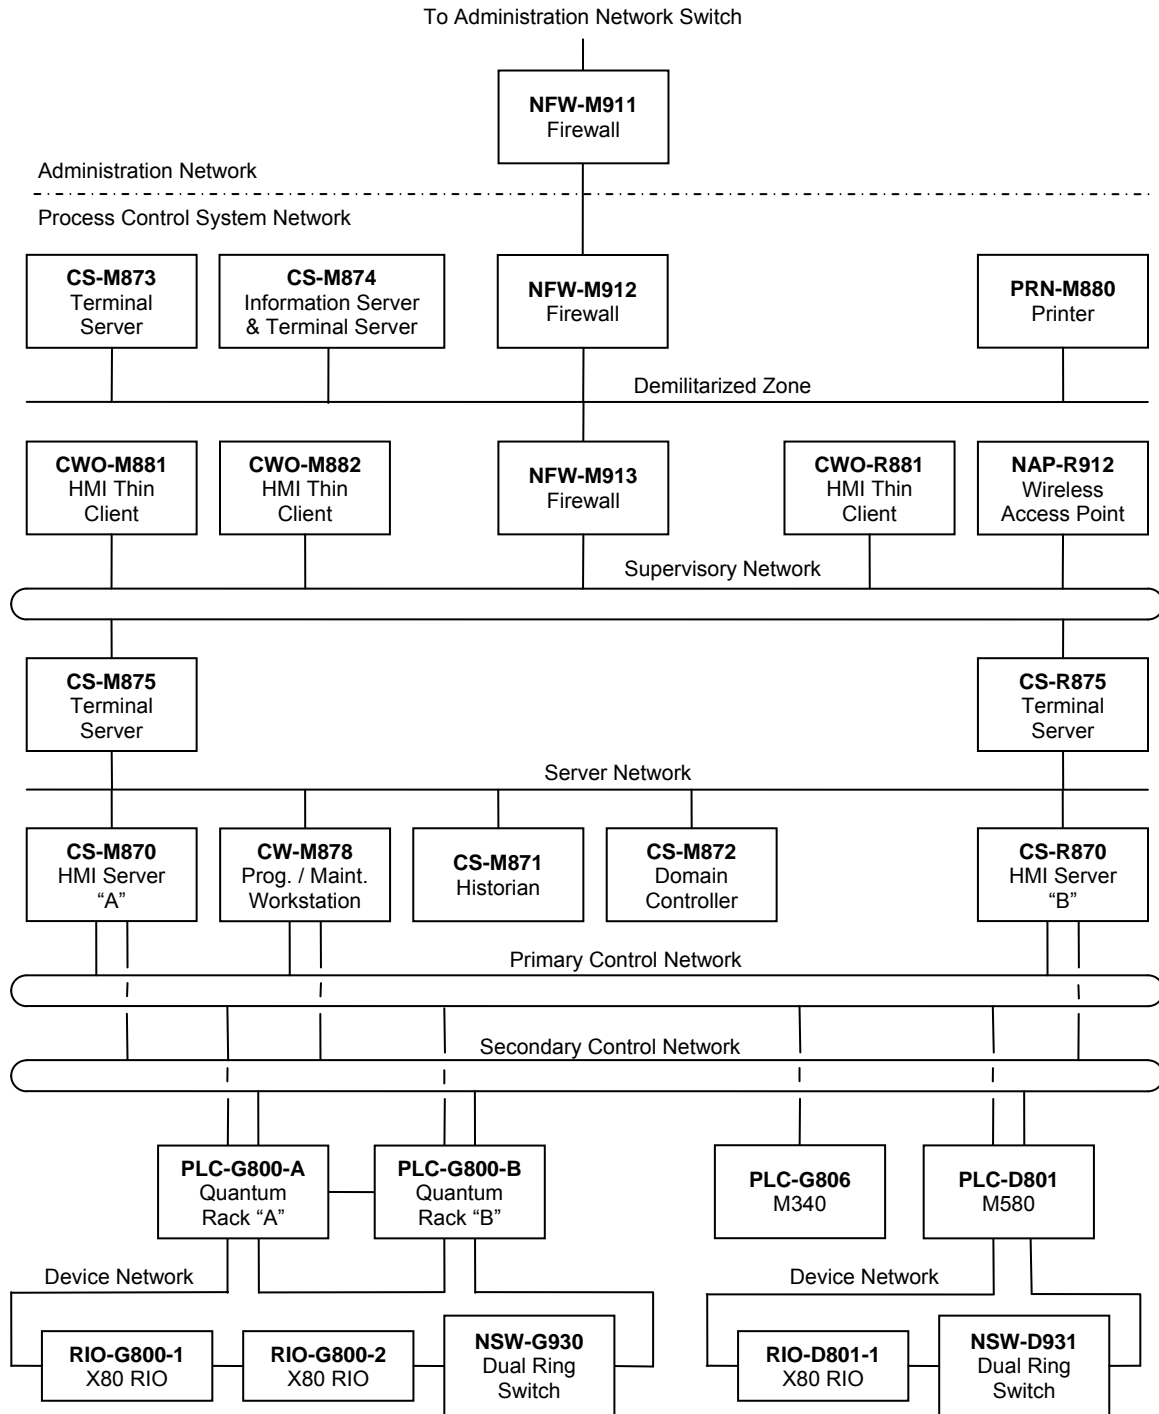 To Administration Network Switch
NFW-M911
Firewall
Administration Network
Process Control System Network
CS-M873
Terminal
Server
CS-M874
Information Server
& Terminal Server
NFW-M912
Firewall
PRN-M880
Printer
Demilitarized Zone
CWO-M881
HMI Thin
Client
CWO-M882
HMI Thin
Client
NFW-M913
Firewall
CWO-R881
HMI Thin
Client
NAP-R912
Wireless
Access Point
Supervisory Network
CS-M875
Terminal
Server
CS-R875
Terminal
Server
Server Network
CS-M870
HMI Server
“A”
CW-M878
Prog. / Maint.
Workstation
CS-M871
Historian
CS-M872
Domain
Controller
CS-R870
HMI Server
“B”
Primary Control Network
Secondary Control Network
PLC-G800-A
Quantum
Rack “A”
PLC-G800-B
Quantum
Rack “B”
PLC-G806
M340
PLC-D801
M580
Device Network
Device Network
RIO-G800-1
X80 RIO
RIO-G800-2
X80 RIO
NSW-G930
Dual Ring
Switch
RIO-D801-1
X80 RIO
NSW-D931
Dual Ring
Switch